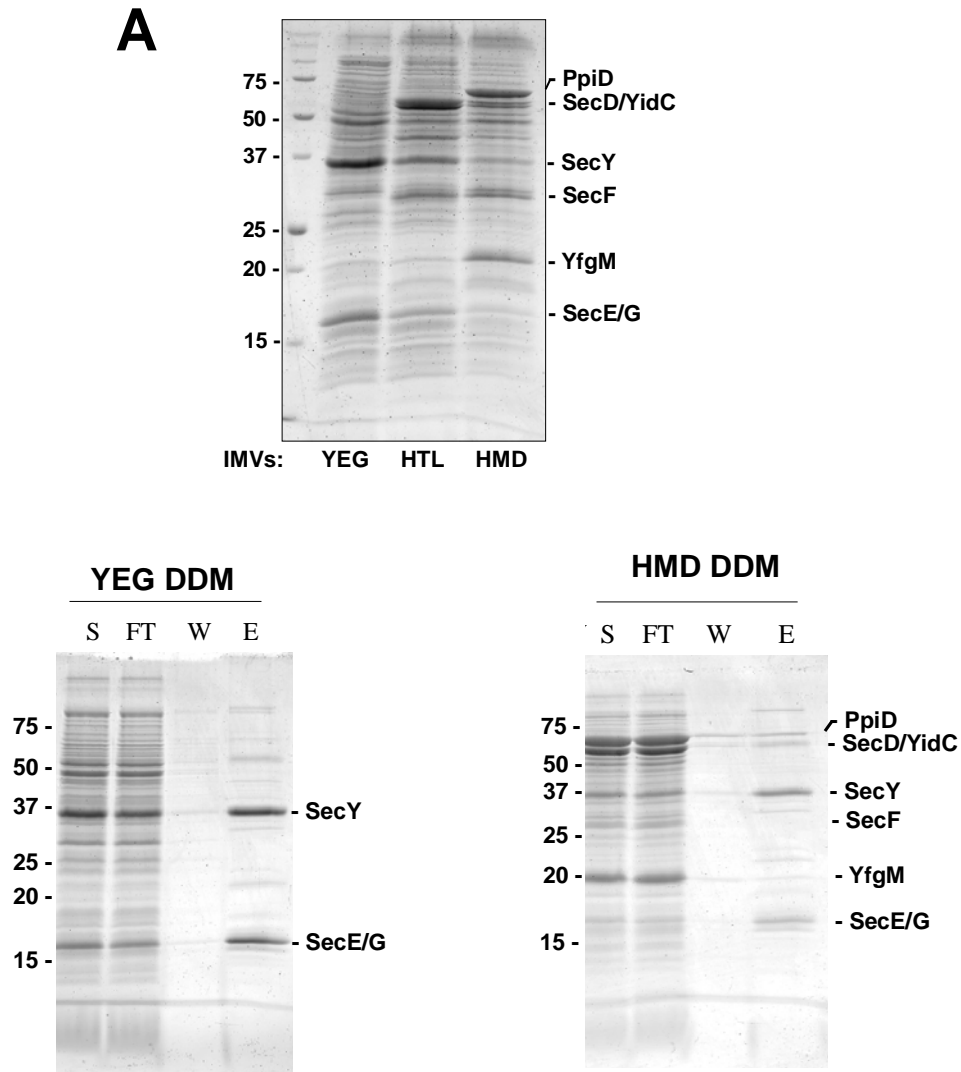 A
75 -
50 -
37 -
25 -
20 -
15 -
PpiD
- SecD/YidC
- SecY
- SecF
- YfgM
- SecE/G
IMVs: YEG HTL HMD
YEG DDM
S FT W E
75 -
50 -
37 -
25 -
20 -
15 -
- SecY
- SecE/G
HMD DDM
S FT W E
75 -
50 -
37 -
25 -
20 -
15 -
PpiD
- SecD/YidC
- SecY
- SecF
- YfgM
- SecE/G